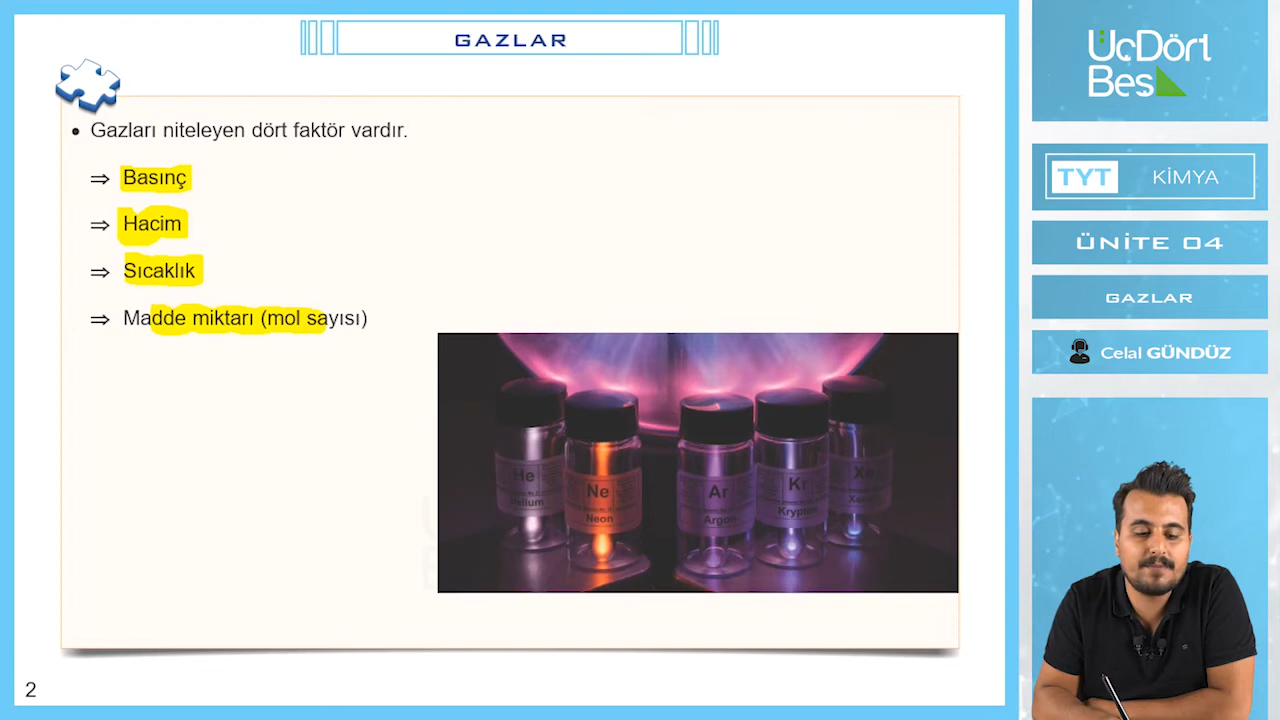 GAZLAR
• Gazları niteleyen dört faktör vardır.
⇒ Basınç
⇒ Hacim
⇒ Sıcaklık
⇒ Madde miktarı (mol sayısı)
He
Helium
Ne
Neon
Ar
Argon
Kr
Krypton
Xe
2
ÜçDört
Beş
TYT KİMYA
ÜNİTE 04
GAZLAR
Celal GÜNDÜZ